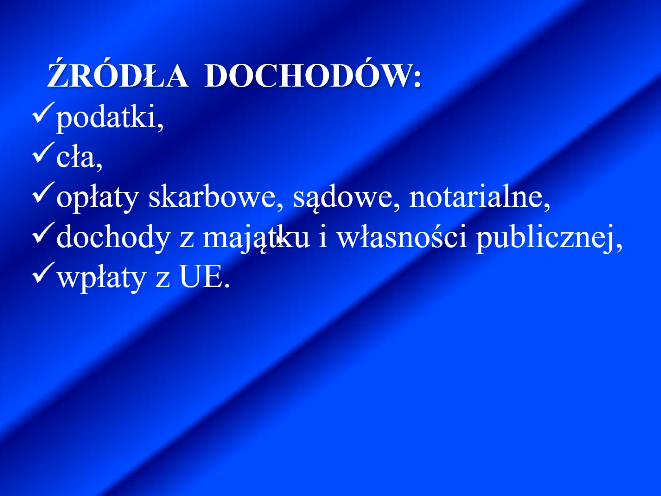 ŹRÓDŁA DOCHODÓW:
✓podatki,
✓cła,
✓opłaty skarbowe, sądowe, notarialne,
✓dochody z majątku i własności publicznej,
✓wpłaty z UE.